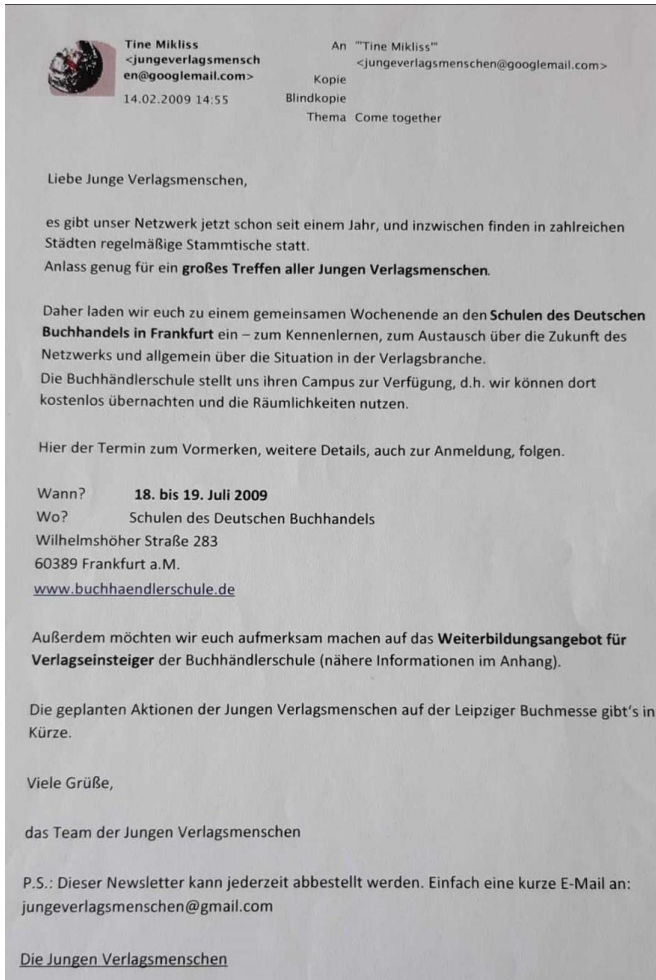 Tine Mikliss
<jungeverlagsmensch
en@googlemail.com>
14.02.2009 14:55
An "'Tine Mikliss'"
<jungeverlagsmenschen@googlemail.com>
Kopie
Blindkopie
Thema Come together
Liebe Junge Verlagsmenschen,
es gibt unser Netzwerk jetzt schon seit einem Jahr, und inzwischen finden in zahlreichen
Städten regelmäßige Stammtische statt.
Anlass genug für ein großes Treffen aller Jungen Verlagsmenschen.
Daher laden wir euch zu einem gemeinsamen Wochenende an den Schulen des Deutschen
Buchhandels in Frankfurt ein – zum Kennenlernen, zum Austausch über die Zukunft des
Netzwerks und allgemein über die Situation in der Verlagsbranche.
Die Buchhändlerschule stellt uns ihren Campus zur Verfügung, d.h. wir können dort
kostenlos übernachten und die Räumlichkeiten nutzen.
Hier der Termin zum Vormerken, weitere Details, auch zur Anmeldung, folgen.
Wann? 18. bis 19. Juli 2009
Wo? Schulen des Deutschen Buchhandels
Wilhelmshöher Straße 283
60389 Frankfurt a.M.
www.buchhaendlerschule.de
Außerdem möchten wir euch aufmerksam machen auf das Weiterbildungsangebot für
Verlagseinsteiger der Buchhändlerschule (nähere Informationen im Anhang).
Die geplanten Aktionen der Jungen Verlagsmenschen auf der Leipziger Buchmesse gibt's in
Kürze.
Viele Grüße,
das Team der Jungen Verlagsmenschen
P.S.: Dieser Newsletter kann jederzeit abbestellt werden. Einfach eine kurze E-Mail an:
jungeverlagsmenschen@gmail.com
Die Jungen Verlagsmenschen